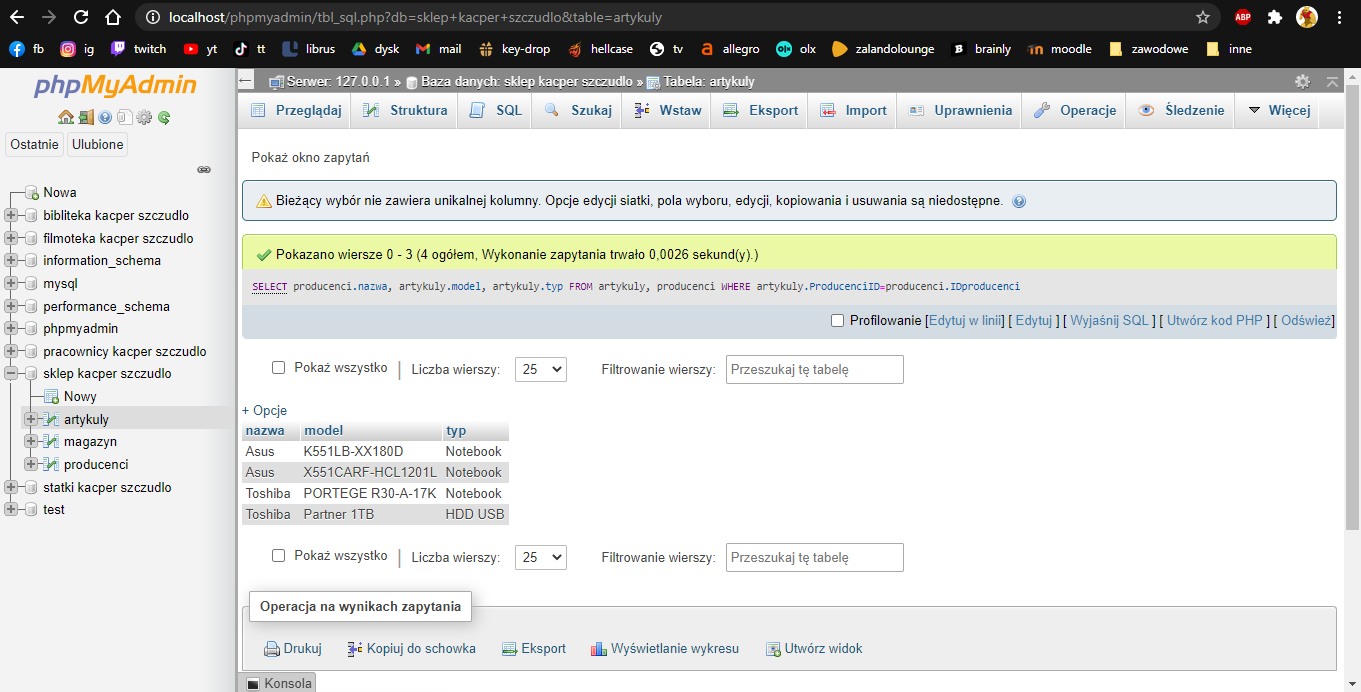 localhost/phpmyadmin/tbl_sql.php?db=sklep+kacper+szczudlo&table=artykuly
ABP
fb ig twitch yt tt librus dysk mail key-drop hellcase tv allegro olx zalandolounge brainly moodle zawodowe inne
phpMyAdmin
Ostatnie Ulubione
Nowa
bibliteka kacper szczudlo
filmoteka kacper szczudlo
information_schema
mysql
performance_schema
phpmyadmin
pracownicy kacper szczudlo
sklep kacper szczudlo
Nowy
artykuly
magazyn
producenci
statki kacper szczudlo
test
Serwer: 127.0.0.1 » Baza danych: sklep kacper szczudlo » Tabela: artykuly
Przeglądaj Struktura SQL Szukaj Wstaw Eksport Import Uprawnienia Operacje Śledzenie Więcej
Pokaż okno zapytań
Bieżący wybór nie zawiera unikalnej kolumny. Opcje edycji siatki, pola wyboru, edycji, kopiowania i usuwania są niedostępne.
Pokazano wiersze 0 - 3 (4 ogółem, Wykonanie zapytania trwało 0,0026 sekund(y).)
SELECT producenci.nazwa, artykuly.model, artykuly.typ FROM artykuly, producenci WHERE artykuly.ProducenciID=producenci.IDproducenci
Profilowanie [Edytuj w linii] [ Edytuj ] [ Wyjaśnij SQL ] [ Utwórz kod PHP ] [ Odśwież]
Pokaż wszystko | Liczba wierszy: 25 Filtrowanie wierszy: Przeszukaj tę tabelę
+ Opcje
nazwa model typ
Asus K551LB-XX180D Notebook
Asus X551CARF-HCL1201L Notebook
Toshiba PORTEGE R30-A-17K Notebook
Toshiba Partner 1TB HDD USB
Pokaż wszystko | Liczba wierszy: 25 Filtrowanie wierszy: Przeszukaj tę tabelę
Operacja na wynikach zapytania
Drukuj Kopiuj do schowka Eksport Wyświetlanie wykresu Utwórz widok
Konsola